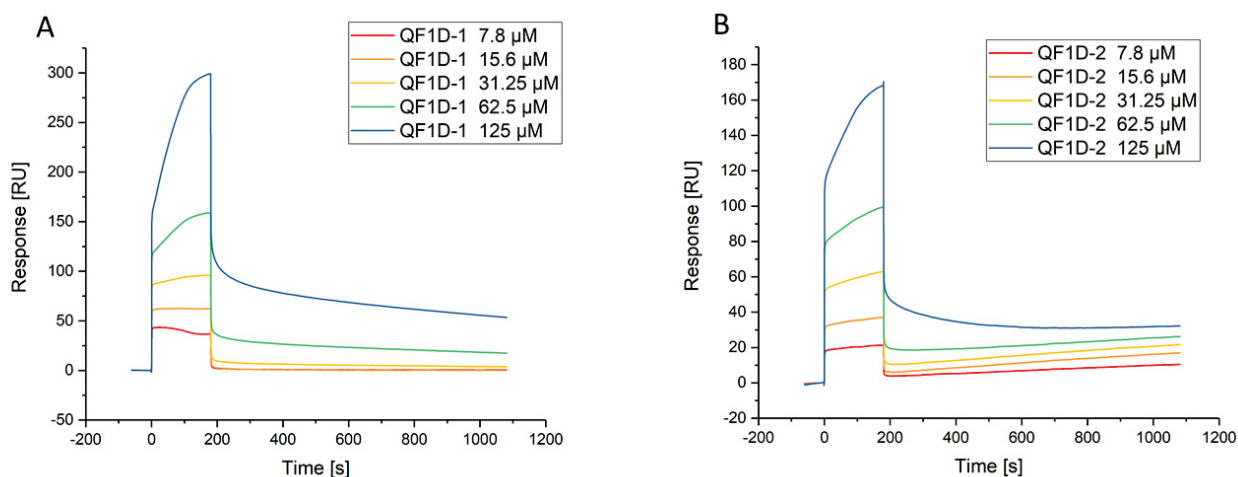 A
QF1D-1 7.8 µM
QF1D-1 15.6 µM
QF1D-1 31.25 µM
QF1D-1 62.5 µM
QF1D-1 125 µM
300
250
200
150
100
50
0
-50
Response [RU]
-200 0 200 400 600 800 1000 1200
Time [s]
B
QF1D-2 7.8 µM
QF1D-2 15.6 µM
QF1D-2 31.25 µM
QF1D-2 62.5 µM
QF1D-2 125 µM
180
160
140
120
100
80
60
40
20
0
-20
Response [RU]
-200 0 200 400 600 800 1000 1200
Time [s]